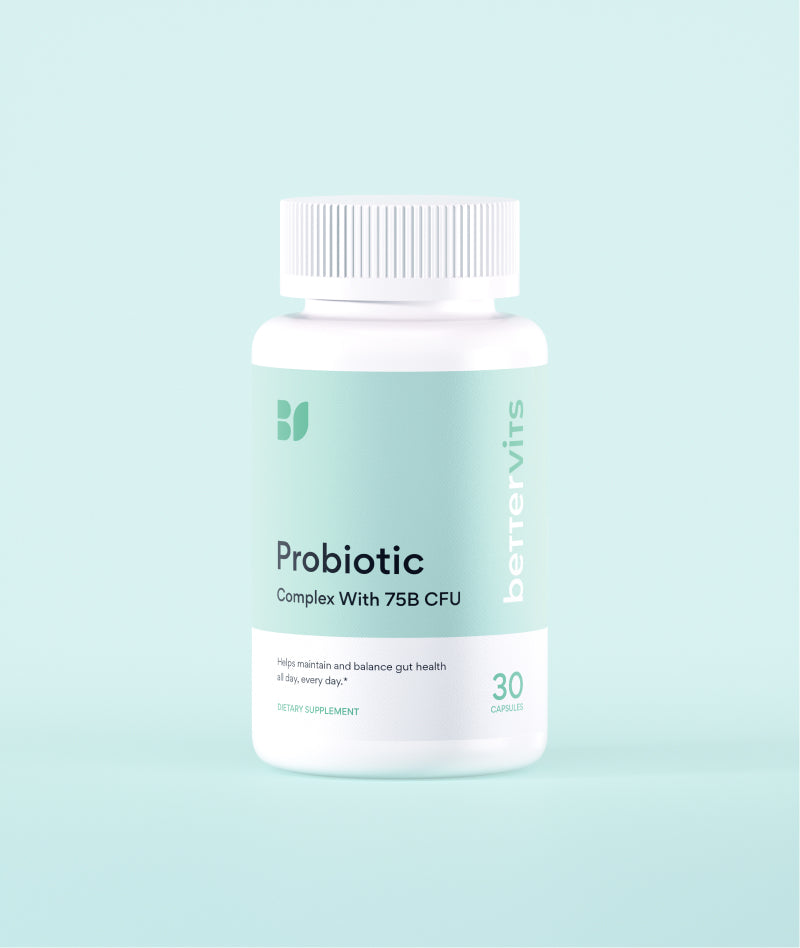 bettervits
Probiotic
Complex With 75B CFU
Helps maintain and balance gut health
all day, every day.*
DIETARY SUPPLEMENT
30
CAPSULES